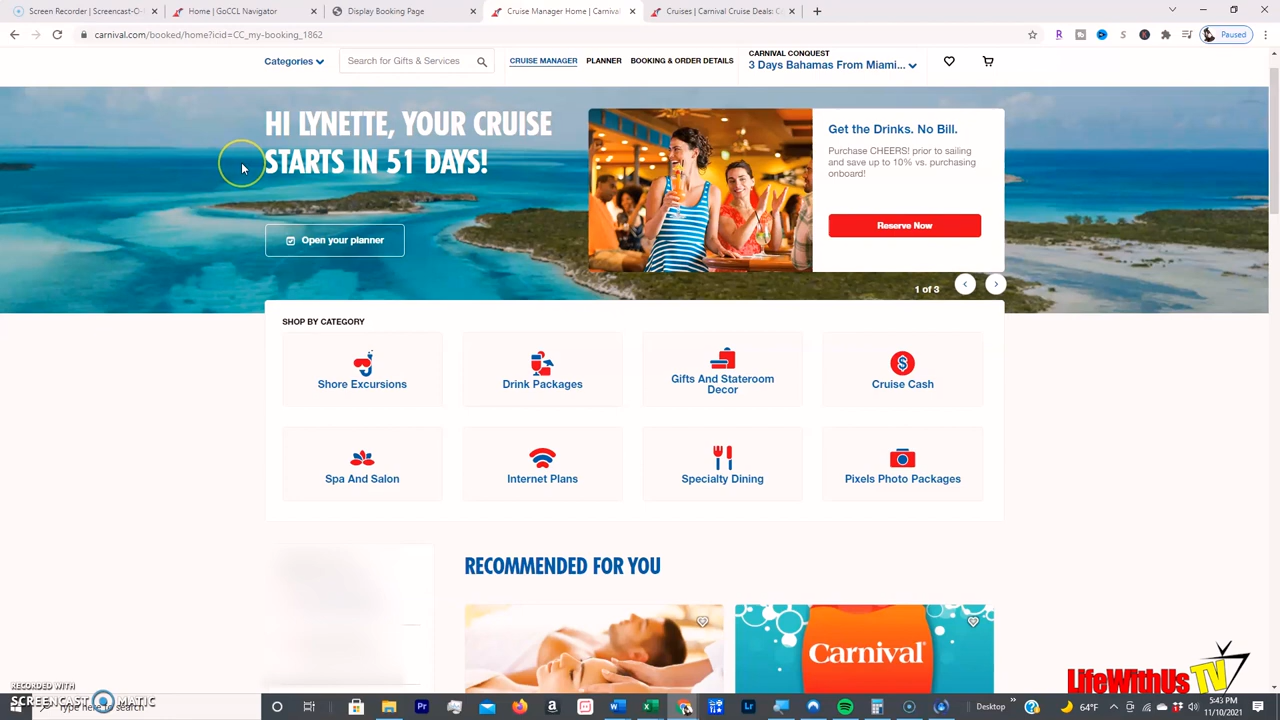 Screen Recorder | Screencast-O-
Home | GoCCL Navigator
Display Booking Page
Cruise Manager Home | Carnival
Cruises | Carnival Cruise Deals: C
carnival.com/booked/home?icid=CC_my-booking_1862
Paused
Categories
Search for Gifts & Services
CRUISE MANAGER
PLANNER
BOOKING & ORDER DETAILS
CARNIVAL CONQUEST
3 Days Bahamas From Miami...
HI LYNETTE, YOUR CRUISE
STARTS IN 51 DAYS!
Open your planner
Get the Drinks. No Bill.
Purchase CHEERS! prior to sailing
and save up to 10% vs. purchasing
onboard!
Reserve Now
1 of 3
SHOP BY CATEGORY
Shore Excursions
Drink Packages
Gifts And Stateroom
Decor
Cruise Cash
Spa And Salon
Internet Plans
Specialty Dining
Pixels Photo Packages
RECOMMENDED FOR YOU
Carnival
LifeWithUs
TV
RECORDED WITH
SCREENCAST MATIC
Type here to search
Desktop
64°F
5:43 PM
11/10/2021